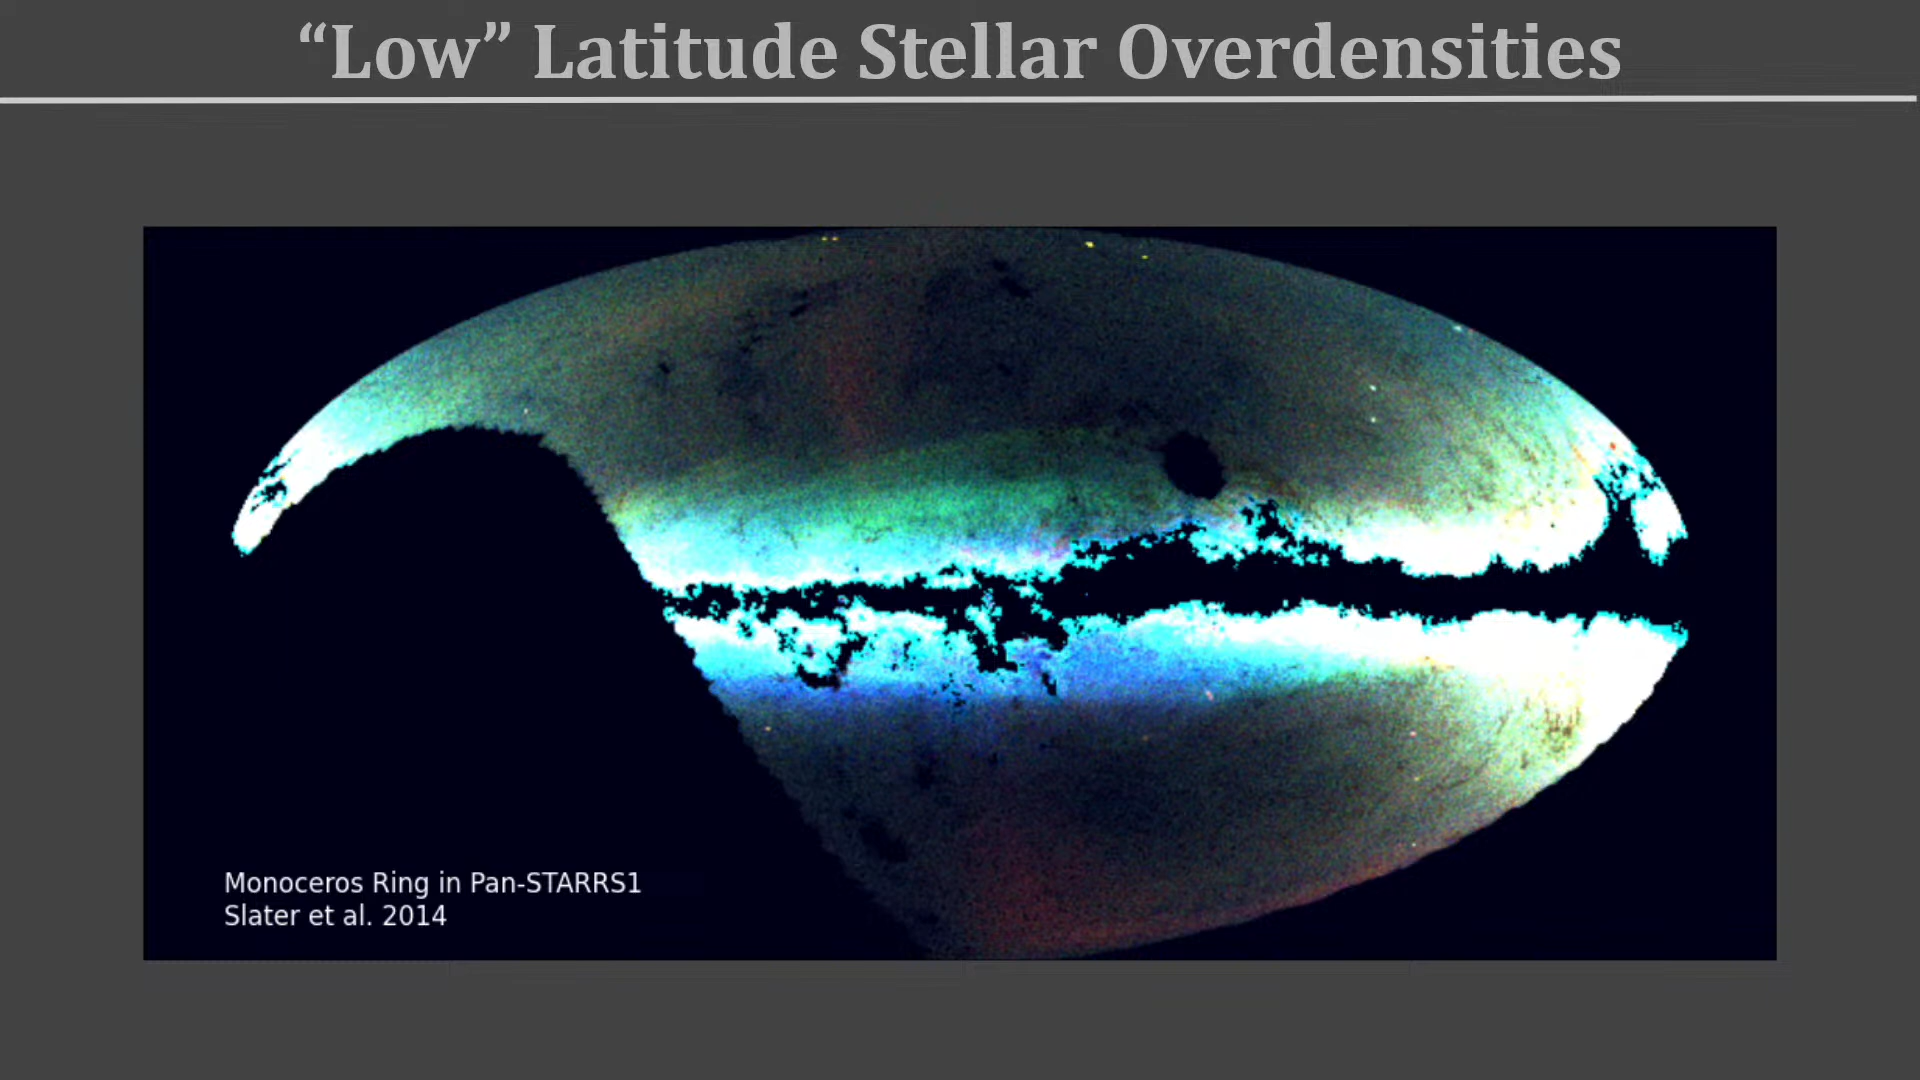 “Low” Latitude Stellar Overdensities
Monoceros Ring in Pan-STARRS1
Slater et al. 2014